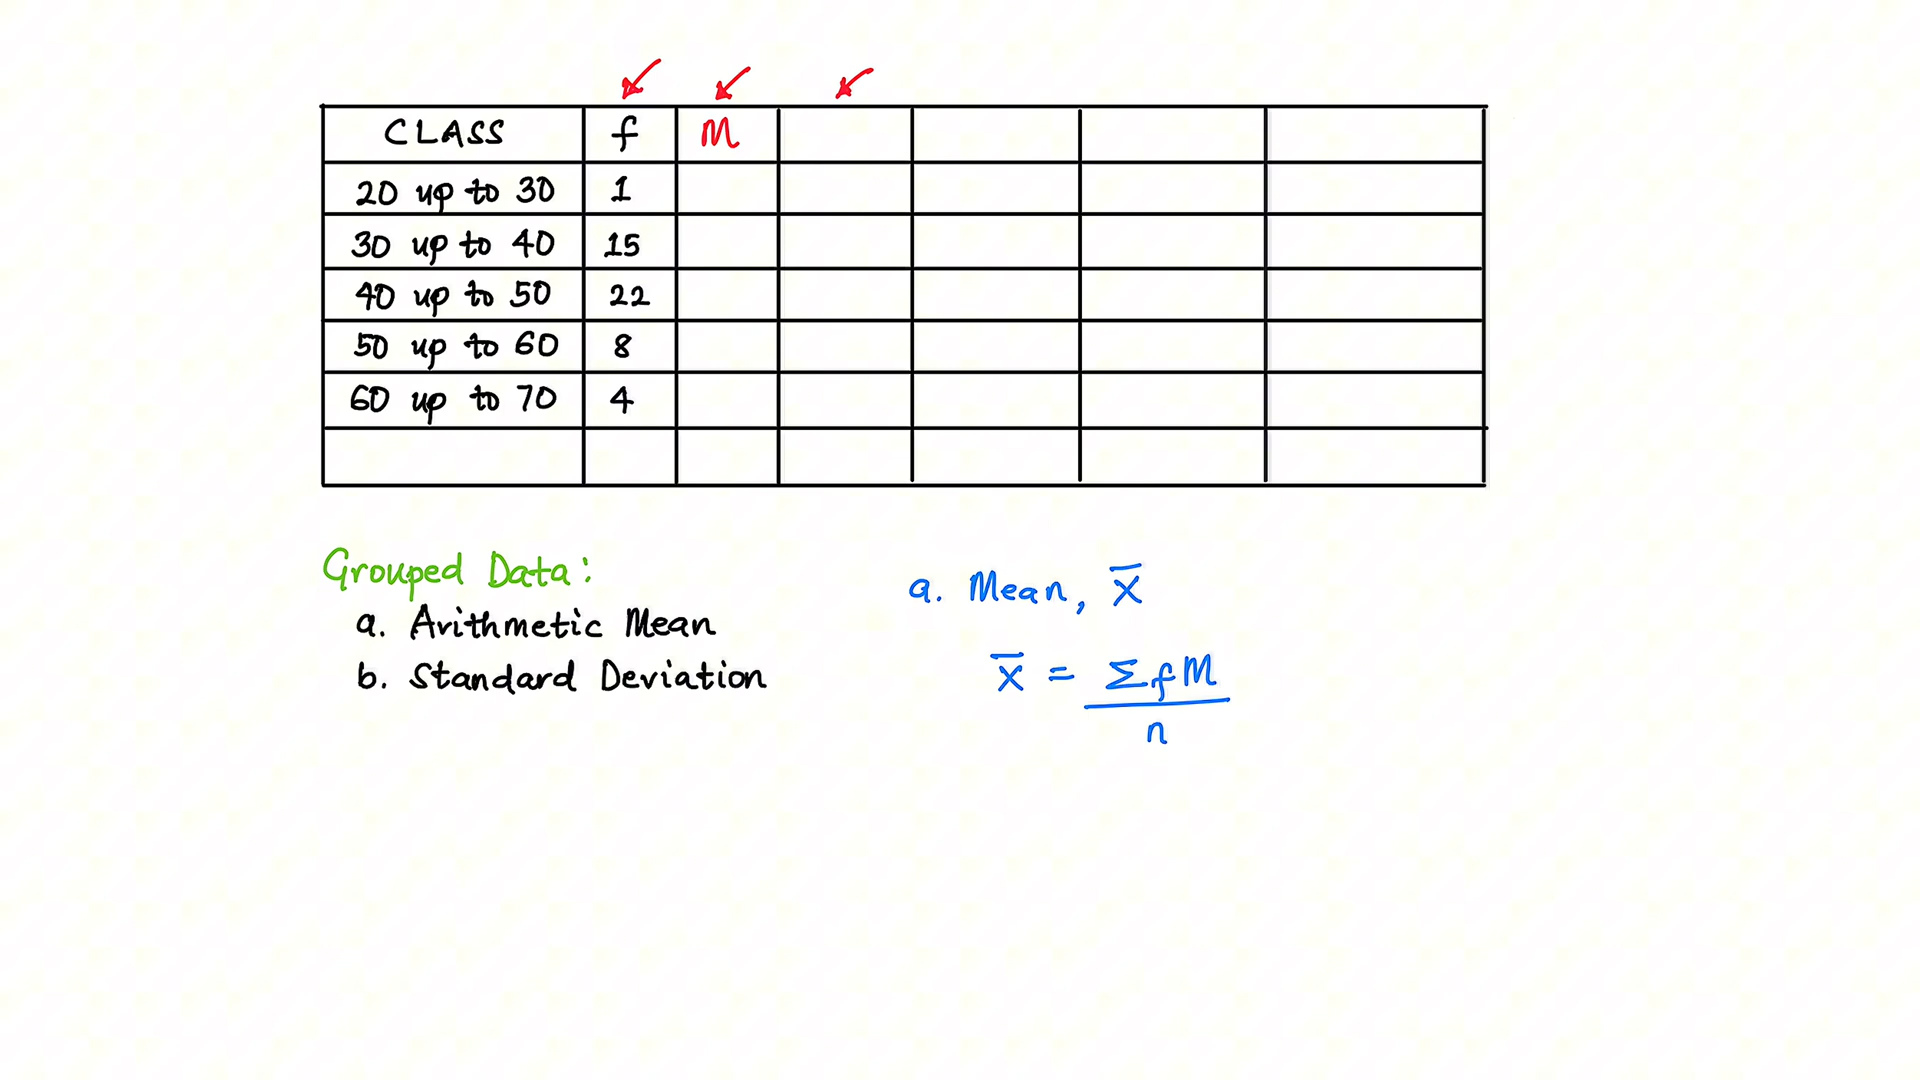 CLASS f M
20 up to 30 1
30 up to 40 15
40 up to 50 22
50 up to 60 8
60 up to 70 4
Grouped Data:
a. Arithmetic Mean
b. Standard Deviation
a. Mean, x̄
x̄ = ΣfM
n